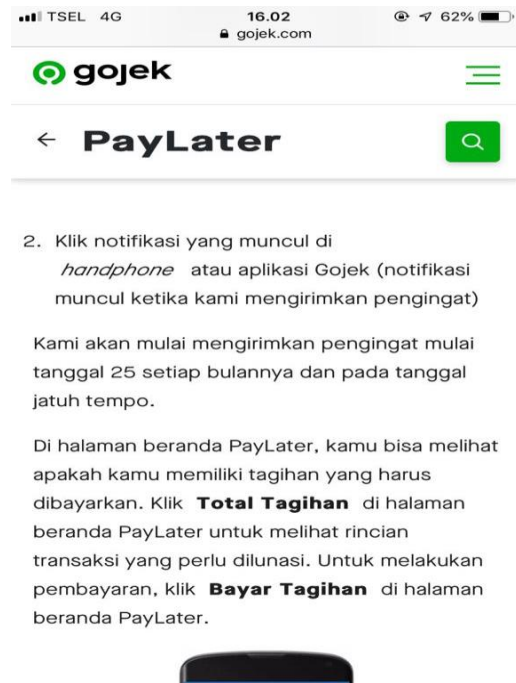 TSEL 4G 16.02 62%
gojek.com
gojek
← PayLater
2. Klik notifikasi yang muncul di
handphone atau aplikasi Gojek (notifikasi
muncul ketika kami mengirimkan pengingat)
Kami akan mulai mengirimkan pengingat mulai
tanggal 25 setiap bulannya dan pada tanggal
jatuh tempo.
Di halaman beranda PayLater, kamu bisa melihat
apakah kamu memiliki tagihan yang harus
dibayarkan. Klik Total Tagihan di halaman
beranda PayLater untuk melihat rincian
transaksi yang perlu dilunasi. Untuk melakukan
pembayaran, klik Bayar Tagihan di halaman
beranda PayLater.